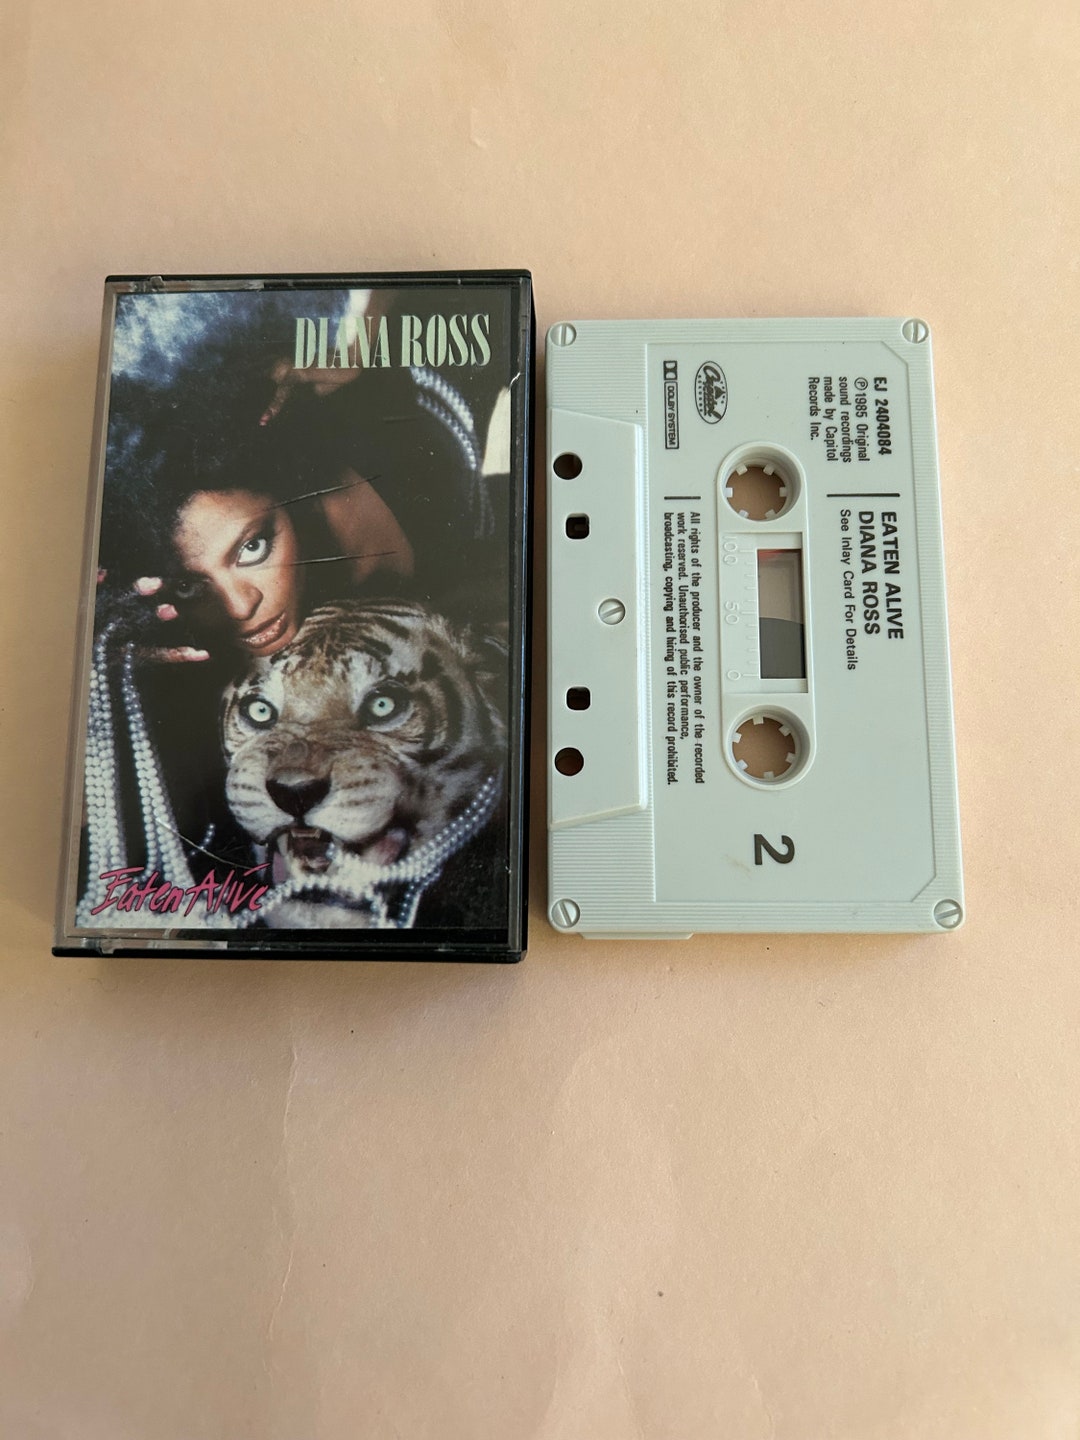 DIANA ROSS
Eaten Alive
EJ 2404084
Ⓟ 1985 Original
sound recordings
made by Capitol
Records Inc.
EATEN ALIVE
DIANA ROSS
See Inlay Card For Details
Capitol
RECORDS
DOLBY SYSTEM
100 50 0
All rights of the producer and the owner of the recorded
work reserved. Unauthorised public performance,
broadcasting, copying and hiring of this record prohibited.
2